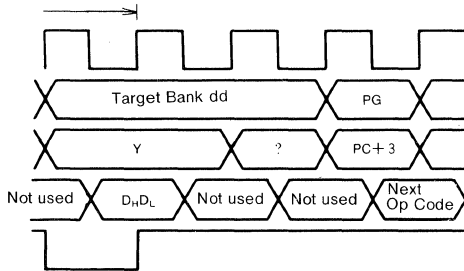 Target Bank dd PG
Y ? PC+3
Not used DHDL Not used Not used Next Op Code